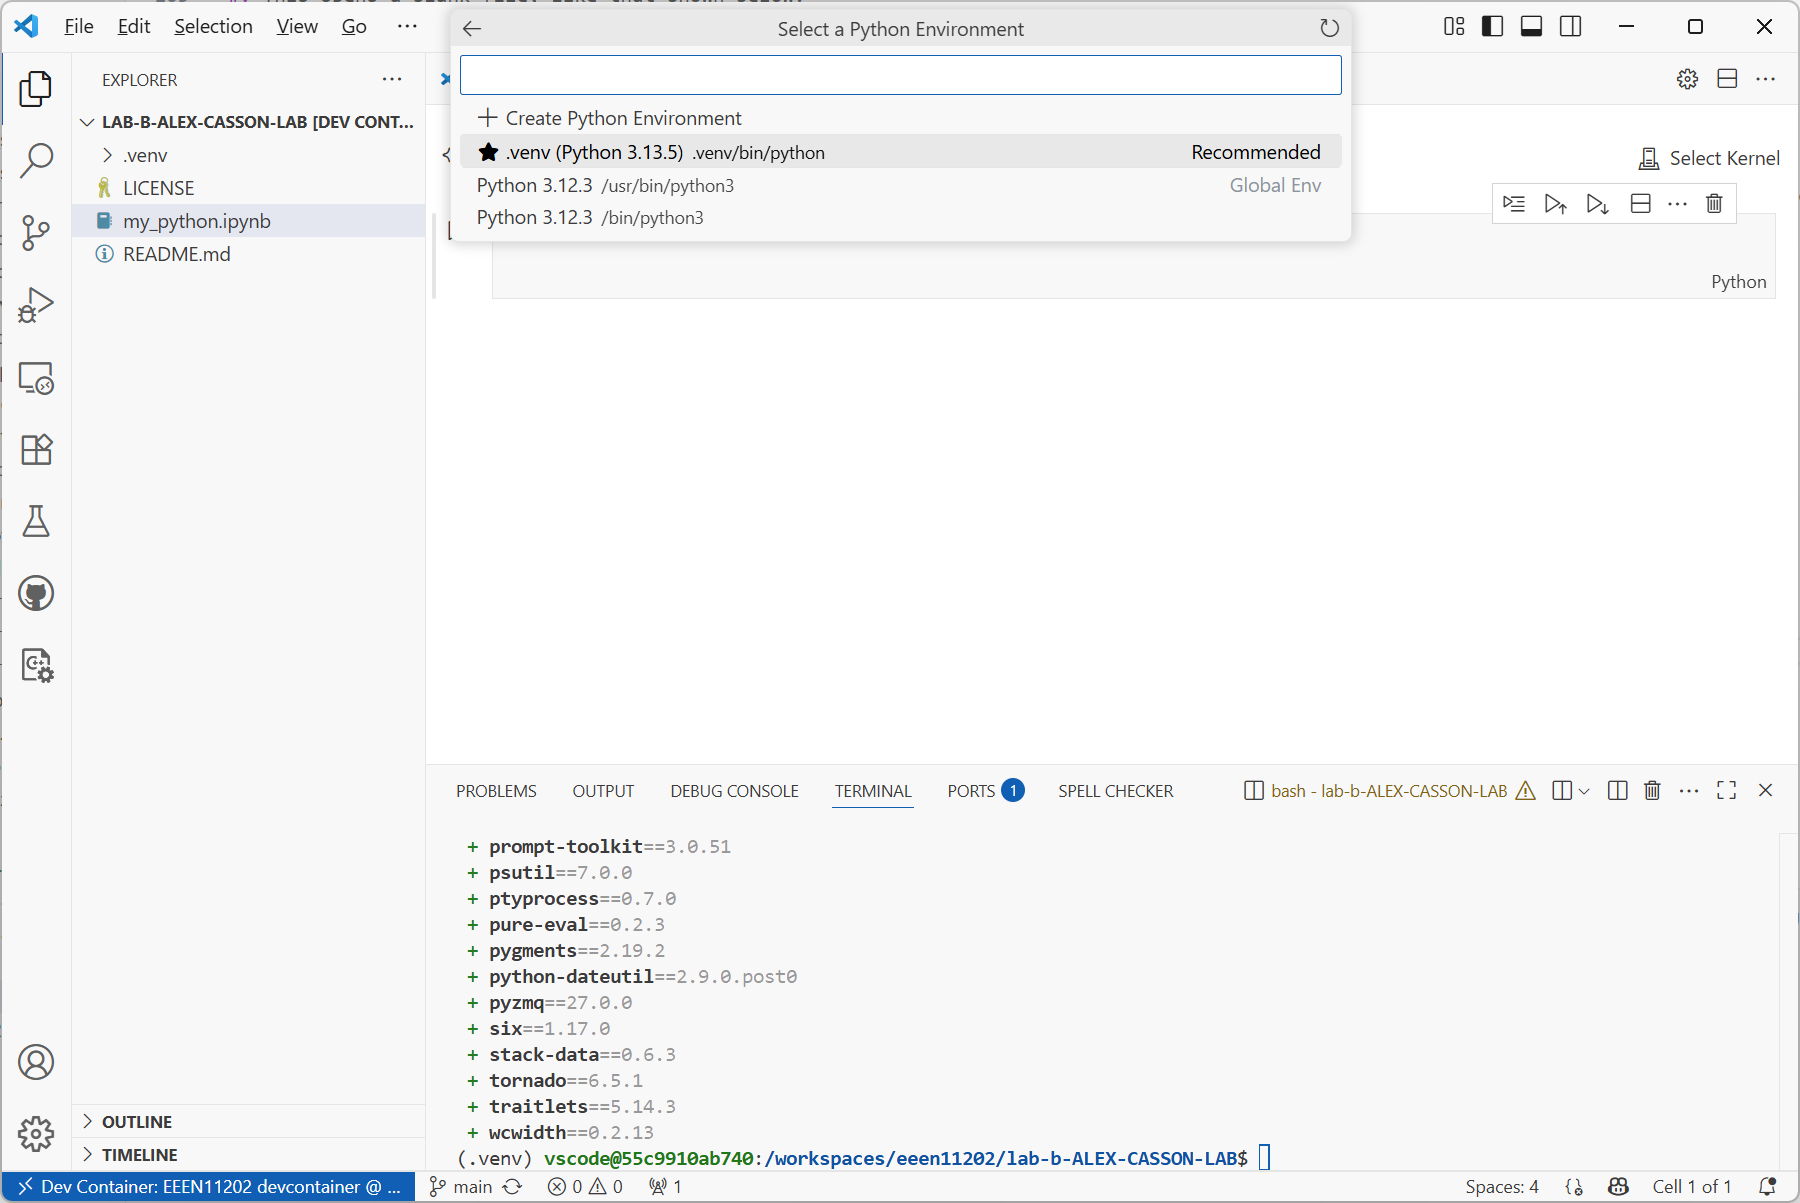 File Edit Selection View Go ···
Select a Python Environment
EXPLORER
LAB-B-ALEX-CASSON-LAB [DEV CONT...
.venv
LICENSE
my_python.ipynb
README.md
Create Python Environment
.venv (Python 3.13.5) .venv/bin/python Recommended
Python 3.12.3 /usr/bin/python3 Global Env
Python 3.12.3 /bin/python3
Select Kernel
Python
PROBLEMS OUTPUT DEBUG CONSOLE TERMINAL PORTS 1 SPELL CHECKER bash - lab-b-ALEX-CASSON-LAB
+ prompt-toolkit==3.0.51
+ psutil==7.0.0
+ ptyprocess==0.7.0
+ pure-eval==0.2.3
+ pygments==2.19.2
+ python-dateutil==2.9.0.post0
+ pyzmq==27.0.0
+ six==1.17.0
+ stack-data==0.6.3
+ tornado==6.5.1
+ traitlets==5.14.3
+ wcwidth==0.2.13
(.venv) vscode@55c9910ab740:/workspaces/eeen11202/lab-b-ALEX-CASSON-LAB$
OUTLINE
TIMELINE
Dev Container: EEEN11202 devcontainer @ ... main 0 0 1 Spaces: 4 Cell 1 of 1